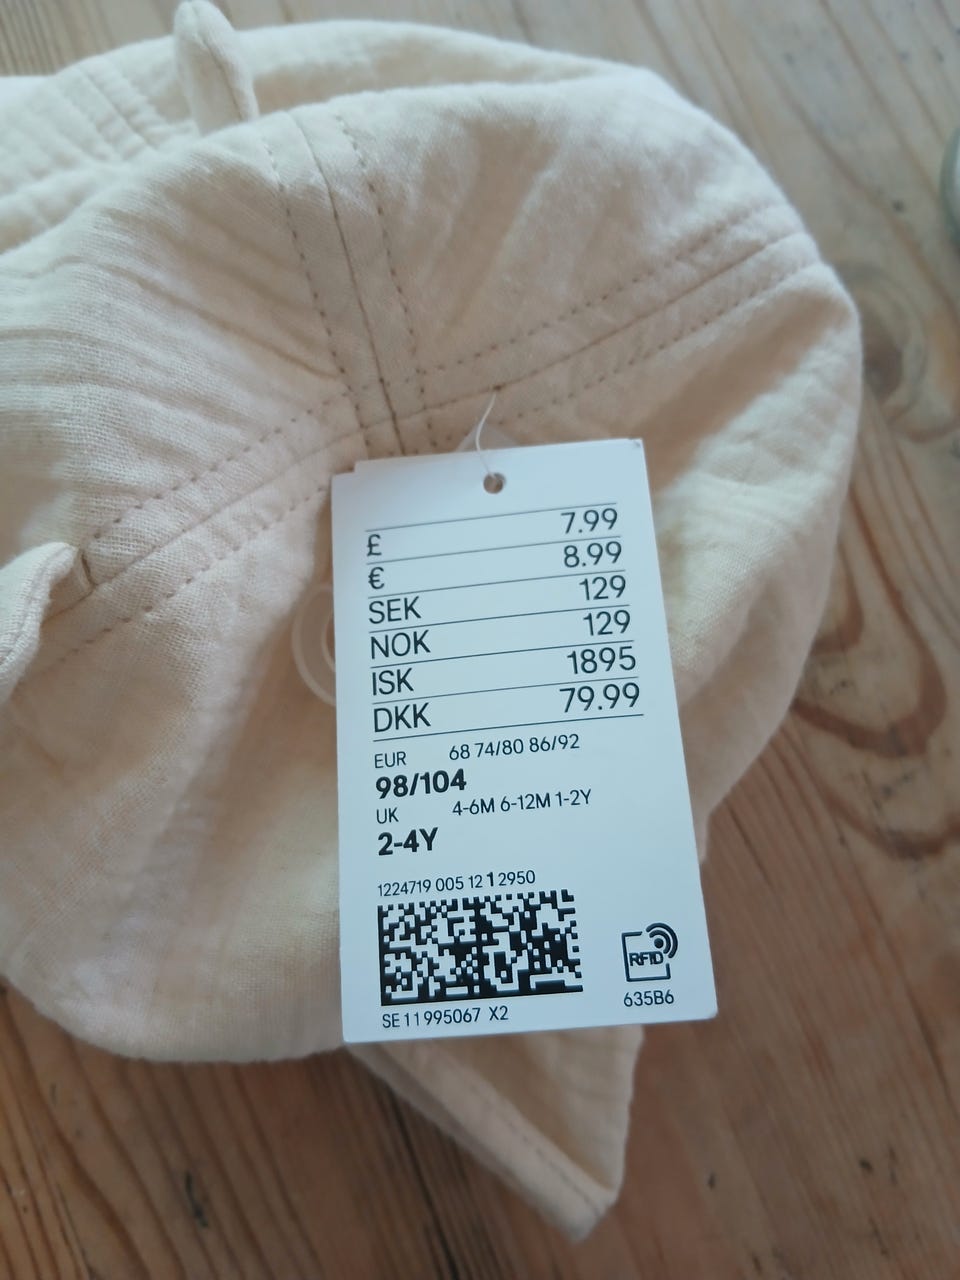 £ 7.99
€ 8.99
SEK 129
NOK 129
ISK 1895
DKK 79.99
EUR 68 74/80 86/92
98/104
UK 4-6M 6-12M 1-2Y
2-4Y
1224719 005 12 1 2950
RFID
SE11995067 X2
635B6